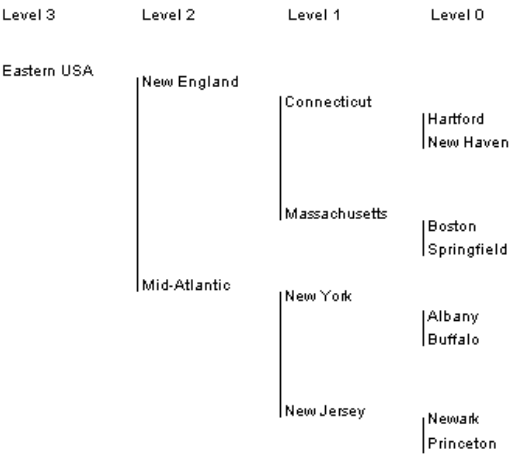 Level 3 Level 2 Level 1 Level 0
Eastern USA
New England
Connecticut
Hartford
New Haven
Massachusetts
Boston
Springfield
Mid-Atlantic
New York
Albany
Buffalo
New Jersey
Newark
Princeton